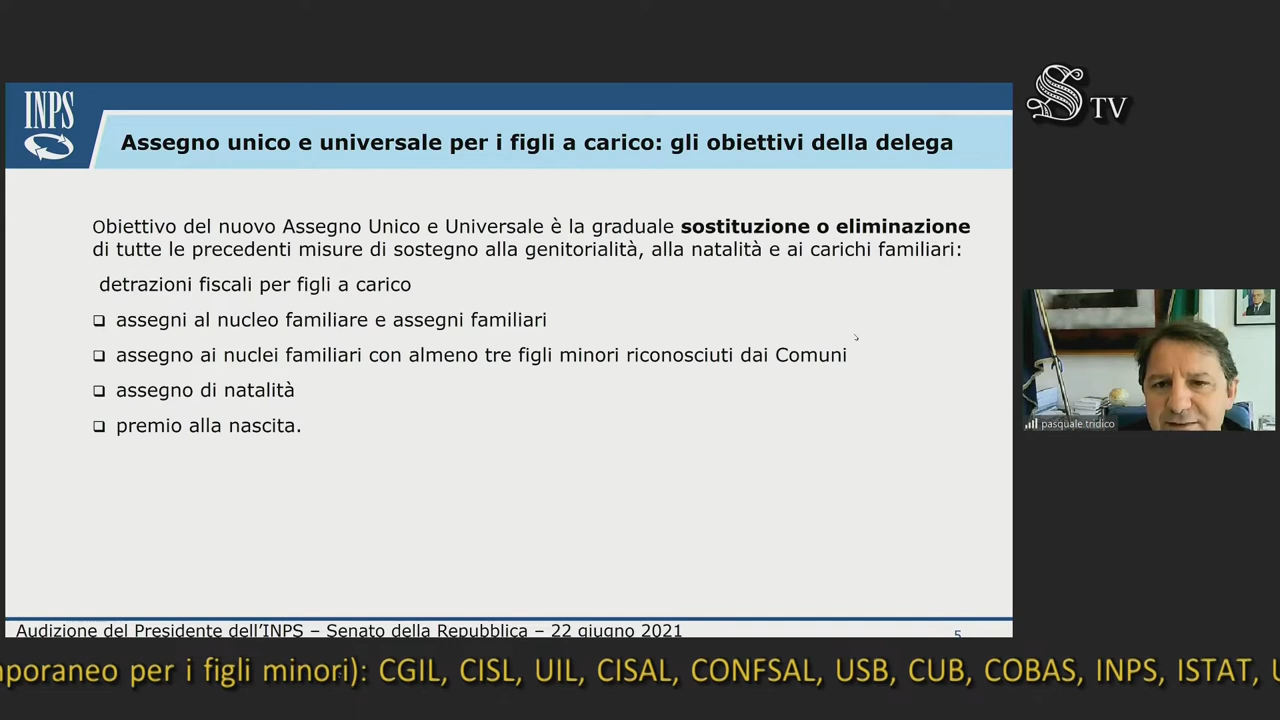 INPS
Assegno unico e universale per i figli a carico: gli obiettivi della delega
S TV
Obiettivo del nuovo Assegno Unico e Universale è la graduale sostituzione o eliminazione
di tutte le precedenti misure di sostegno alla genitorialità, alla natalità e ai carichi familiari:
detrazioni fiscali per figli a carico
❑ assegni al nucleo familiare e assegni familiari
❑ assegno ai nuclei familiari con almeno tre figli minori riconosciuti dai Comuni
❑ assegno di natalità
❑ premio alla nascita.
pasquale tridico
Audizione del Presidente dell'INPS – Senato della Repubblica – 22 giugno 2021
5
mporaneo per i figli minori): CGIL, CISL, UIL, CISAL, CONFSAL, USB, CUB, COBAS, INPS, ISTAT, U